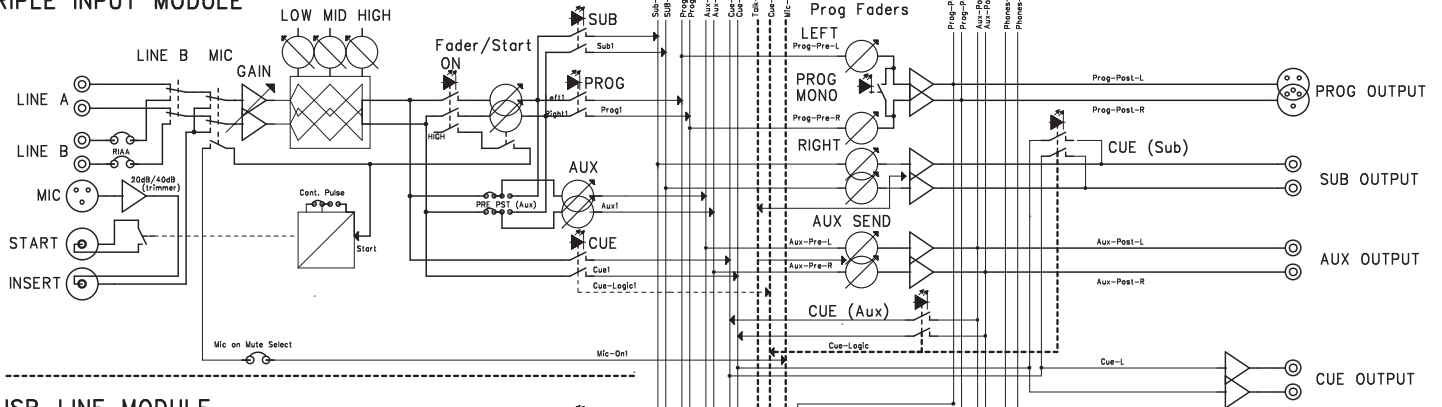 TRIPLE INPUT MODULE
LOW MID HIGH
LINE B MIC
GAIN
LINE A
LINE B
RIAA
MIC
20dB/40dB
(trimmer)
START
INSERT
Cont. Pulse
Start
Mic on Mute Select
Mic-On1
Fader/Start
ON
HIGH
Left1
Right1
SUB
Sub1
PROG
Prog1
AUX
PRE PST (Aux)
Aux1
CUE
Cue1
Cue-Logic1
Prog Faders
LEFT
Prog-Pre-L
PROG
MONO
Prog-Pre-R
RIGHT
AUX SEND
Aux-Pre-L
Aux-Pre-R
CUE (Aux)
Cue-Logic
Prog-Post-L
Prog-Post-R
CUE (Sub)
Aux-Post-L
Aux-Post-R
Cue-L
PROG OUTPUT
SUB OUTPUT
AUX OUTPUT
CUE OUTPUT
USB LINE MODULE